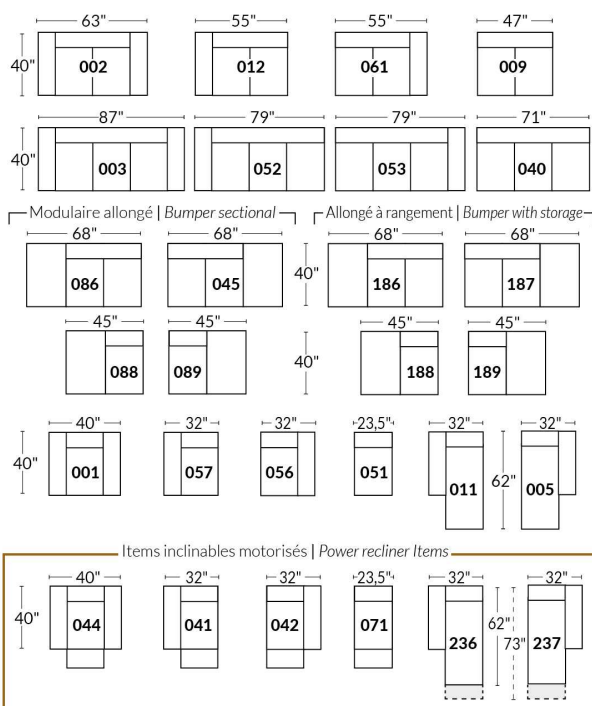 63" 55" 55" 47"
40" 002 012 061 009
87" 79" 79" 71"
40" 003 052 053 040
Modulaire allongé | Bumper sectional Allongé à rangement | Bumper with storage
68" 68" 68" 68"
086 045 40" 186 187
45" 45" 45" 45"
088 089 40" 188 189
40" 32" 32" 23,5" 32" 32"
40" 001 057 056 051 011 62" 005
Items inclinables motorisés | Power recliner Items
40" 32" 32" 23,5" 32" 32"
40" 044 041 042 071 236 62" 73" 237